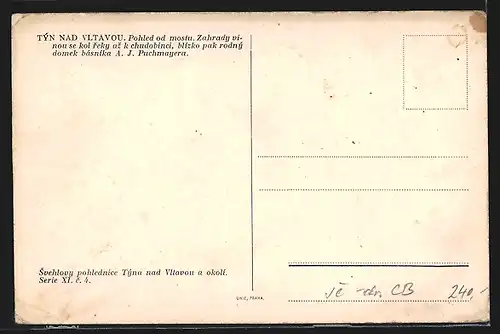 TÝN NAD VLTAVOU. Pohled od mostu. Zahrady vi-
nou se kol řeky až k chudobinci, blízko pak rodný
domek básníka A. J. Puchmayera.
Švehlovy pohlednice Týna nad Vltavou a okolí.
Serie XI. č. 4.
UNIE, PRAHA.
CB 240,-